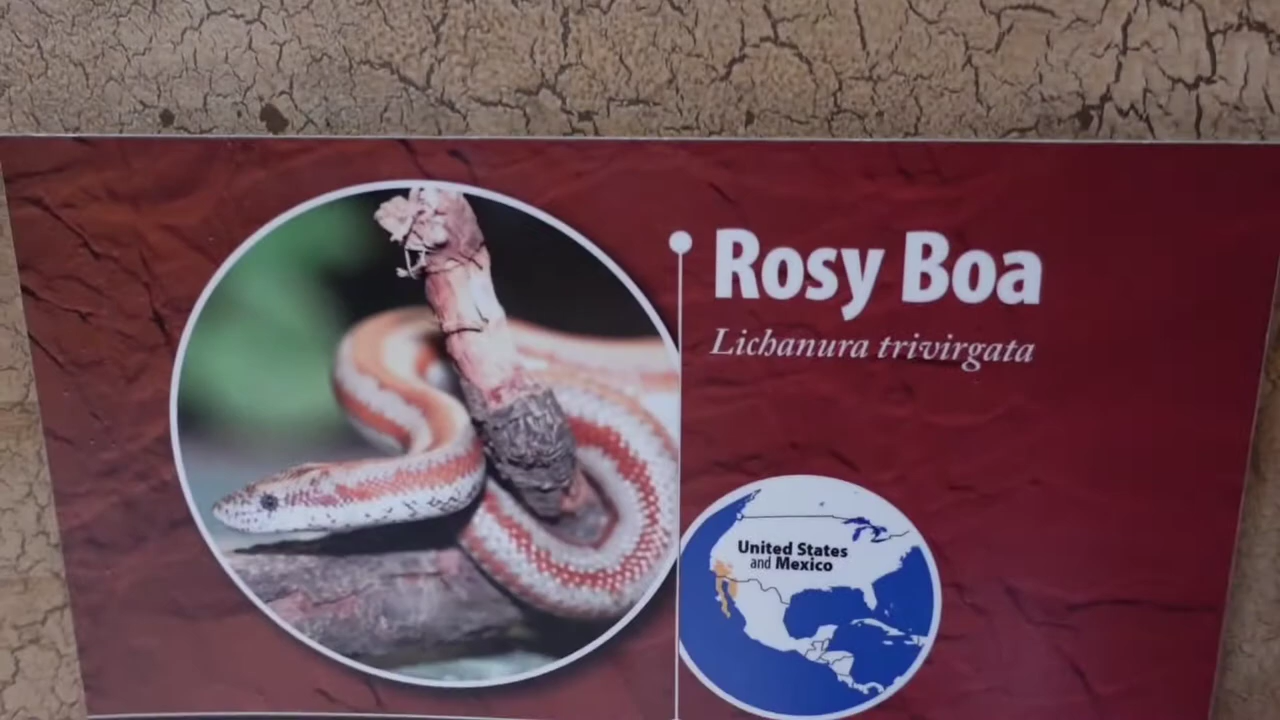 Rosy Boa
Lichanura trivirgata
United States
and Mexico